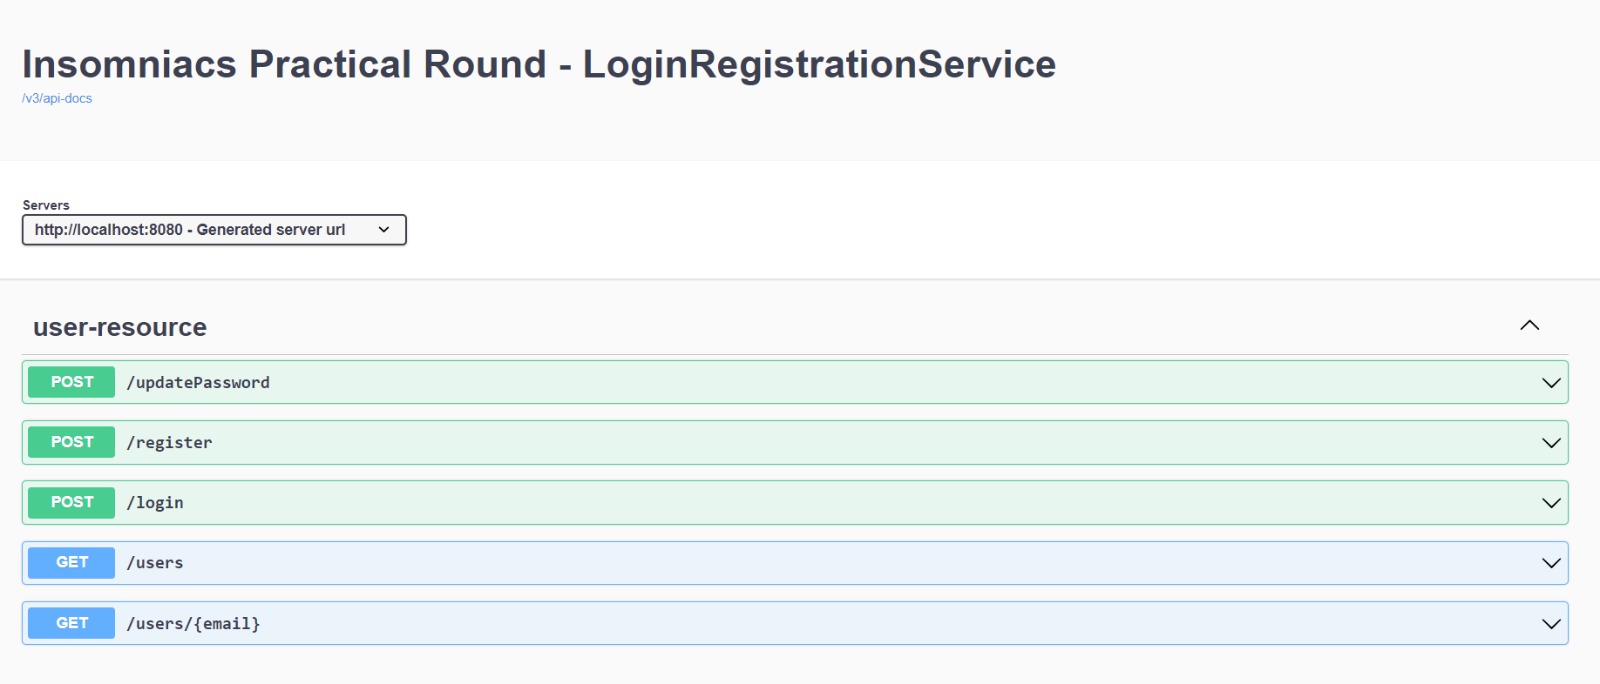 Insomniacs Practical Round - LoginRegistrationService
/v3/api-docs
Servers
http://localhost:8080 - Generated server url
user-resource
POST /updatePassword
POST /register
POST /login
GET /users
GET /users/{email}